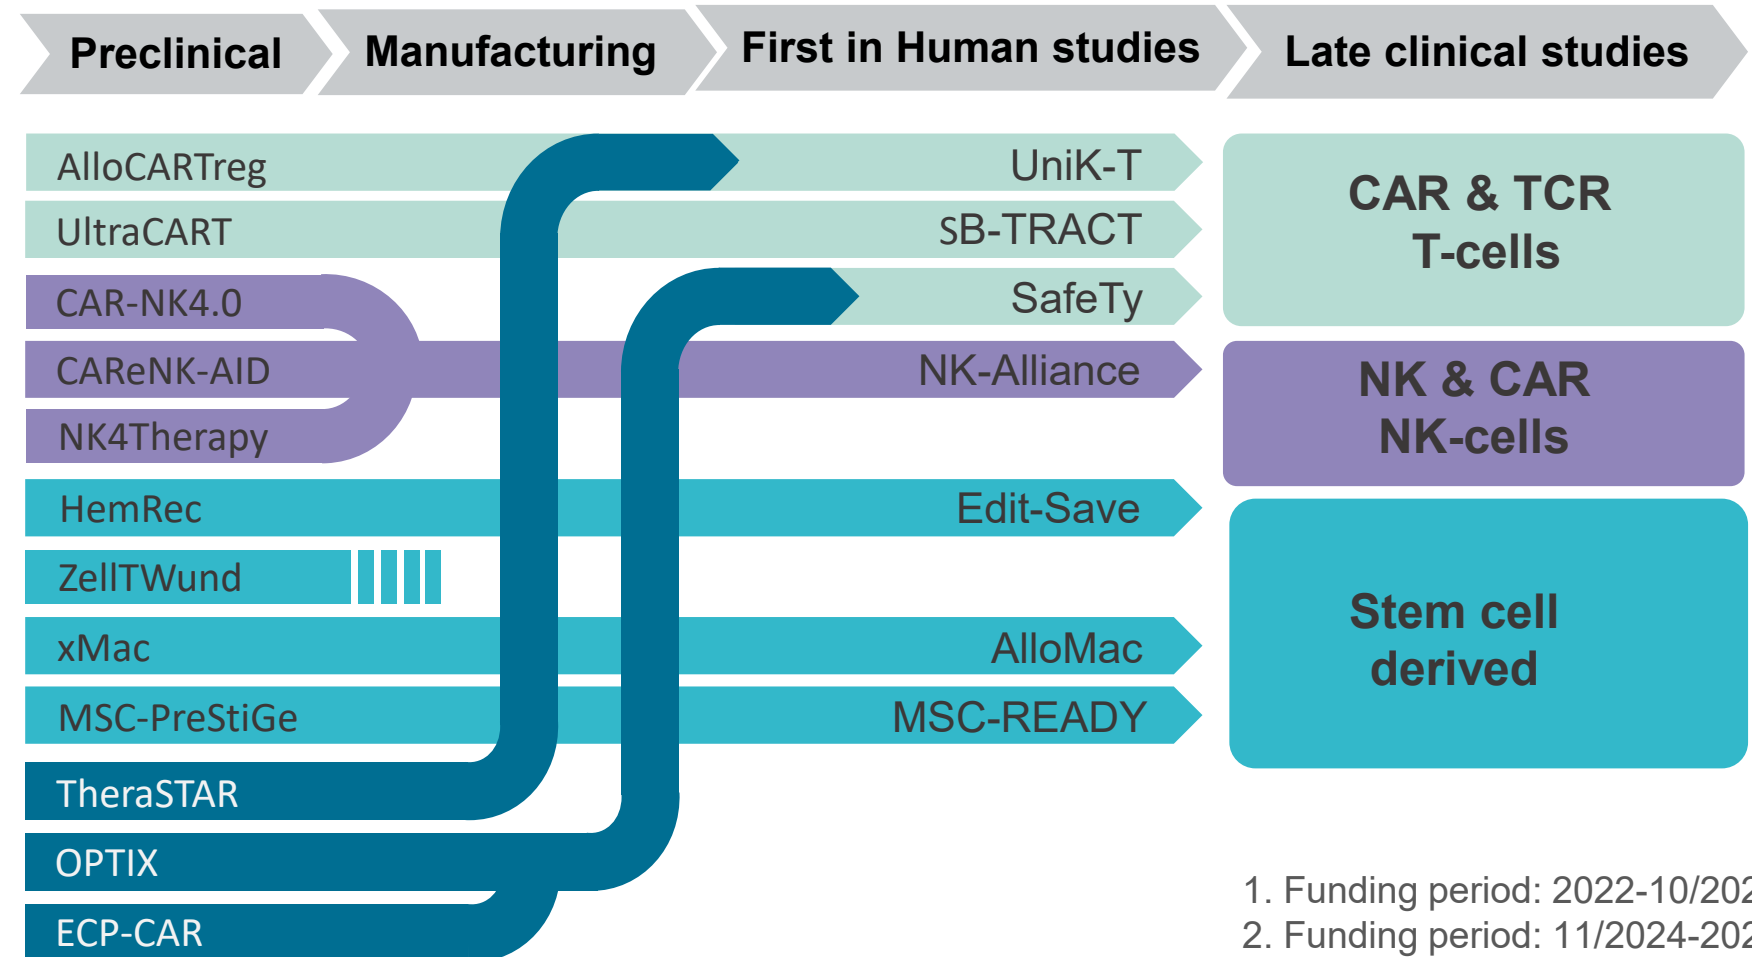 Preclinical
Manufacturing
First in Human studies
Late clinical studies
AlloCARTreg
UniK-T
UltraCART
SB-TRACT
CAR-NK4.0
SafeTy
CAReNK-AID
NK-Alliance
NK4Therapy
HemRec
Edit-Save
ZellTWund
xMac
AlloMac
MSC-PreStiGe
MSC-READY
TheraSTAR
OPTIX
ECP-CAR
CAR & TCR
T-cells
NK & CAR
NK-cells
Stem cell
derived
1. Funding period: 2022-10/202
2. Funding period: 11/2024-202